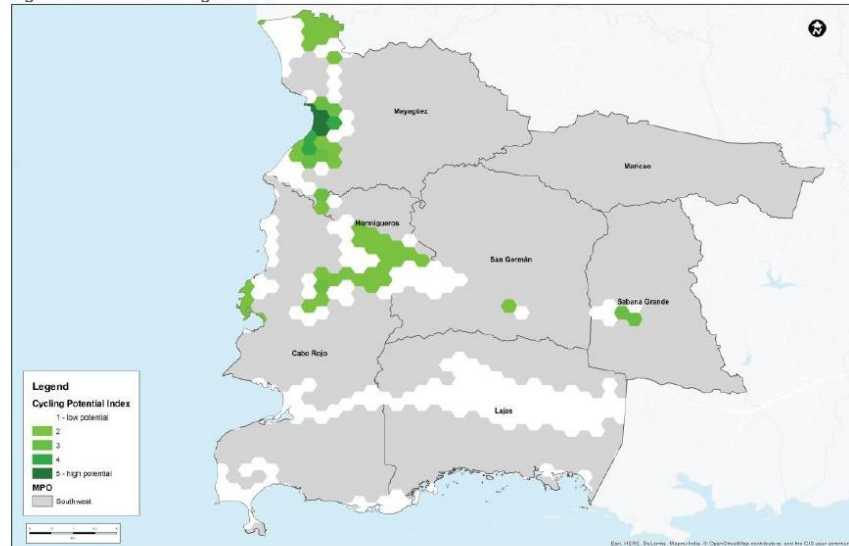 Mayagüez
Maricao
Hormigueros
San Germán
Sabana Grande
Cabo Rojo
Lajas
Legend
Cycling Potential Index
1 - low potential
2
3
4
5 - high potential
MPO
Southwest